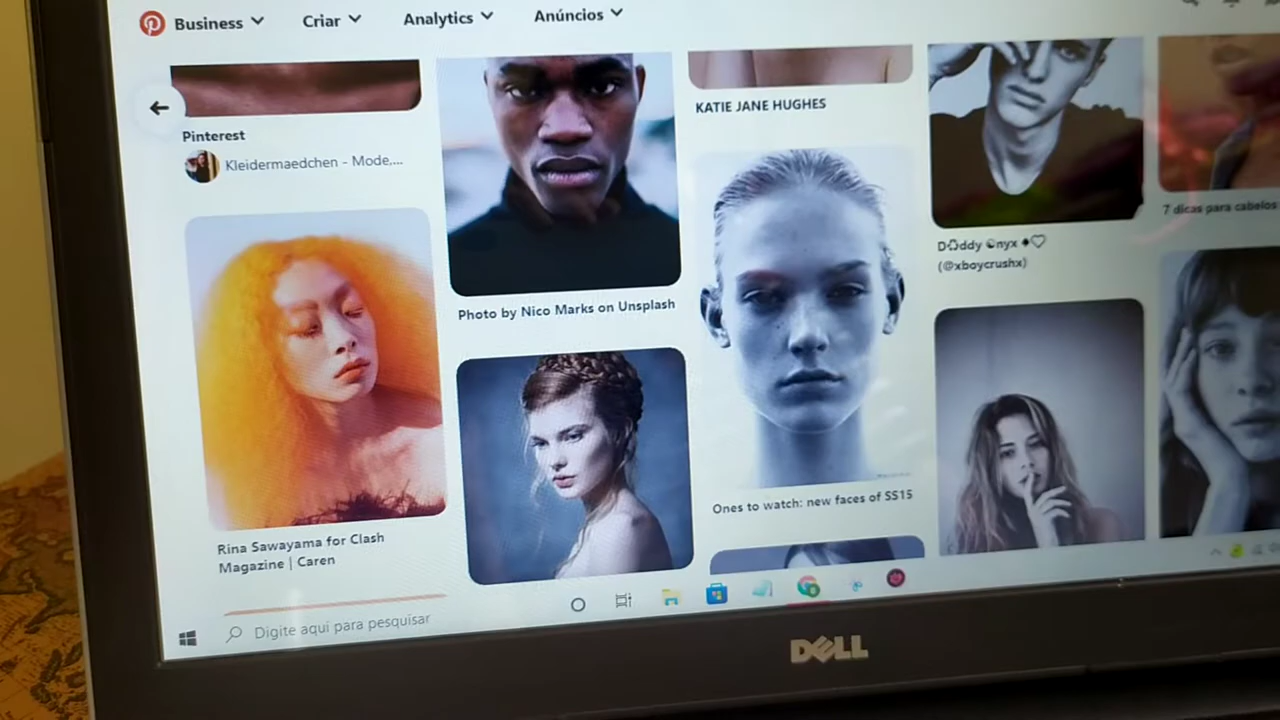 Business
Criar
Analytics
Anúncios
Pinterest
Kleidermaedchen - Mode,...
Rina Sawayama for Clash
Magazine | Caren
Photo by Nico Marks on Unsplash
KATIE JANE HUGHES
Ones to watch: new faces of SS15
D♻ddy ☯nyx ♠♡
(@xboycrushx)
7 dicas para cabelos
Digite aqui para pesquisar
DELL